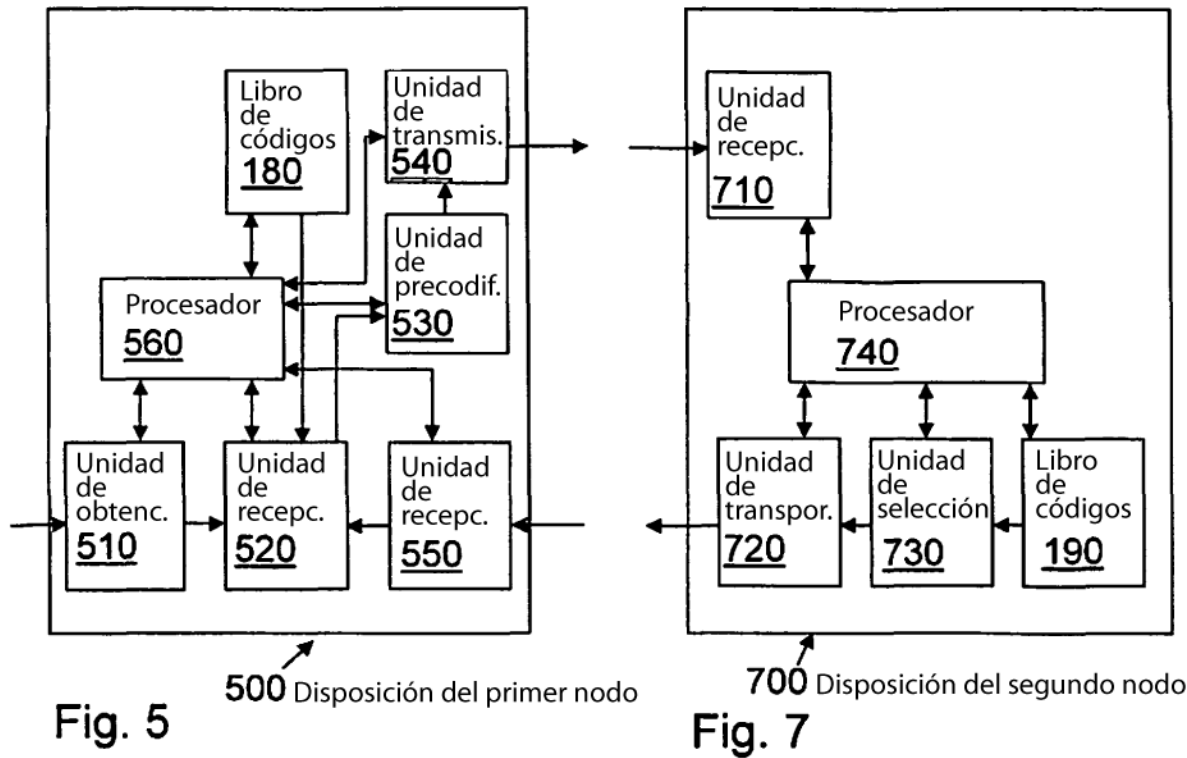 Libro
de
códigos
180
Unidad
de
transmis.
540
Procesador
560
Unidad
de
precodif.
530
Unidad
de
obtenc.
510
Unidad
de
recepc.
520
Unidad
de
recepc.
550
500 Disposición del primer nodo
Fig. 5
Unidad
de
recepc.
710
Procesador
740
Unidad
de
transpor.
720
Unidad
de
selección
730
Libro
de
códigos
190
700 Disposición del segundo nodo
Fig. 7